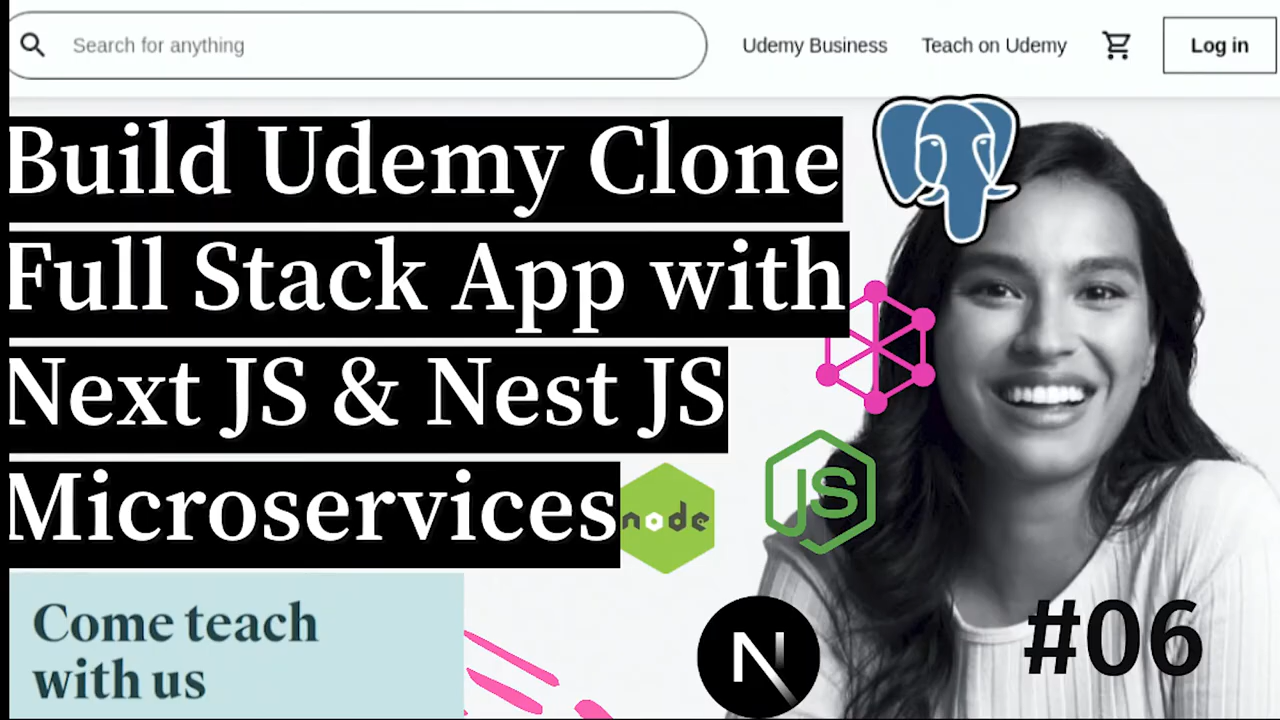 Search for anything
Udemy Business
Teach on Udemy
Log in
Build Udemy Clone
Full Stack App with
Next JS & Nest JS
Microservices
node
JS
N
Come teach
with us
#06